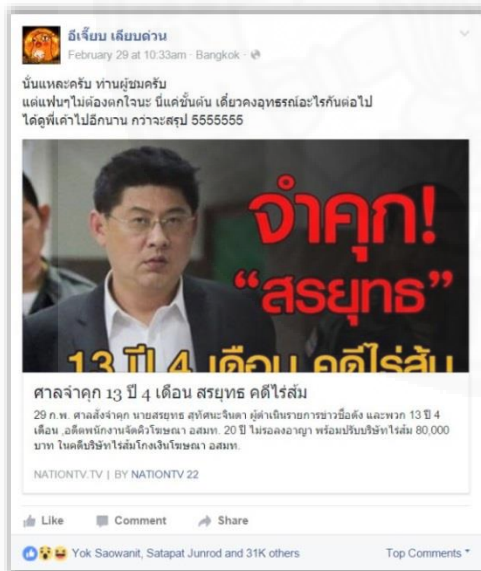 อีเจี๊ยบ เลียบด่วน
February 29 at 10:33am · Bangkok ·
นั่นแหละครับ ท่านผู้ชมครับ
แต่แฟนๆไม่ต้องตกใจนะ นี่แค่ชั้นต้น เดี๋ยวคงอุทธรณ์อะไรกันต่อไป
ได้ดูพี่เค้าไปอีกนาน กว่าจะสรุป 5555555
จำคุก!
“สรยุทธ”
13 ปี 4 เดือน คดีไร่ส้ม
ศาลจำคุก 13 ปี 4 เดือน สรยุทธ คดีไร่ส้ม
29 ก.พ. ศาลสั่งจำคุก นายสรยุทธ สุทัศนะจินดา ผู้ดำเนินรายการข่าวชื่อดัง และพวก 13 ปี 4
เดือน ,อดีตพนักงานจัดคิวโฆษณา อสมท. 20 ปี ไม่รอลงอาญา พร้อมปรับบริษัทไร่ส้ม 80,000
บาท ในคดีบริษัทไร่ส้มโกงเงินโฆษณา อสมท.
NATIONTV.TV | BY NATIONTV 22
Like Comment Share
Yok Saowanit, Satapat Junrod and 31K others Top Comments